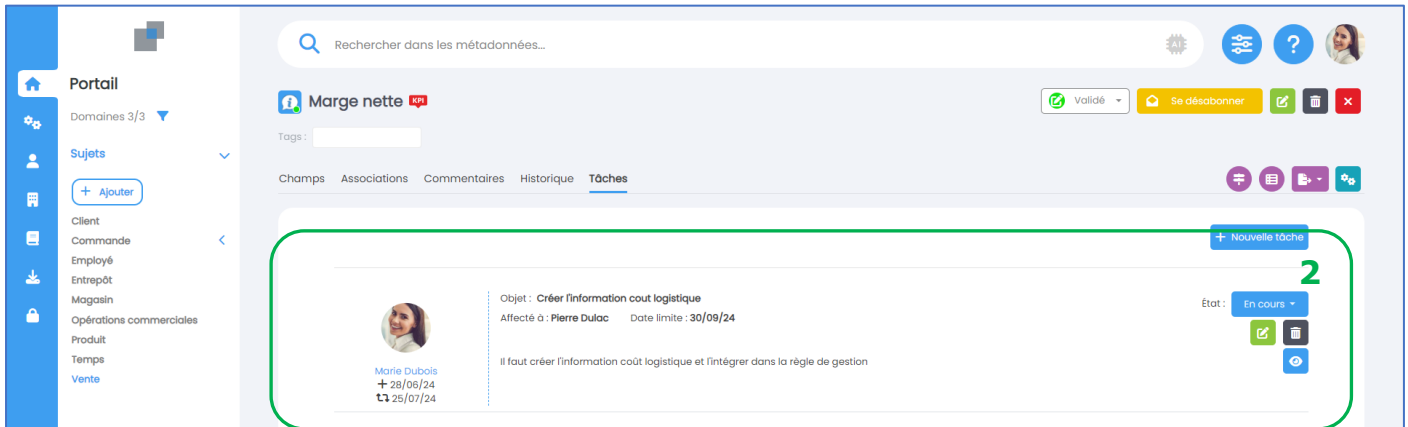 Rechercher dans les métadonnées...
AI
?
Portail
Domaines 3/3
Sujets
+ Ajouter
Client
Commande
Employé
Entrepôt
Magasin
Opérations commerciales
Produit
Temps
Vente
Marge nette KPI
Validé
Se désabonner
Tags :
Champs Associations Commentaires Historique Tâches
+ Nouvelle tâche
2
Marie Dubois
+ 28/06/24
25/07/24
Objet : Créer l'information cout logistique
Affecté à : Pierre Dulac Date limite : 30/09/24
Il faut créer l'information coût logistique et l'intégrer dans la règle de gestion
État : En cours